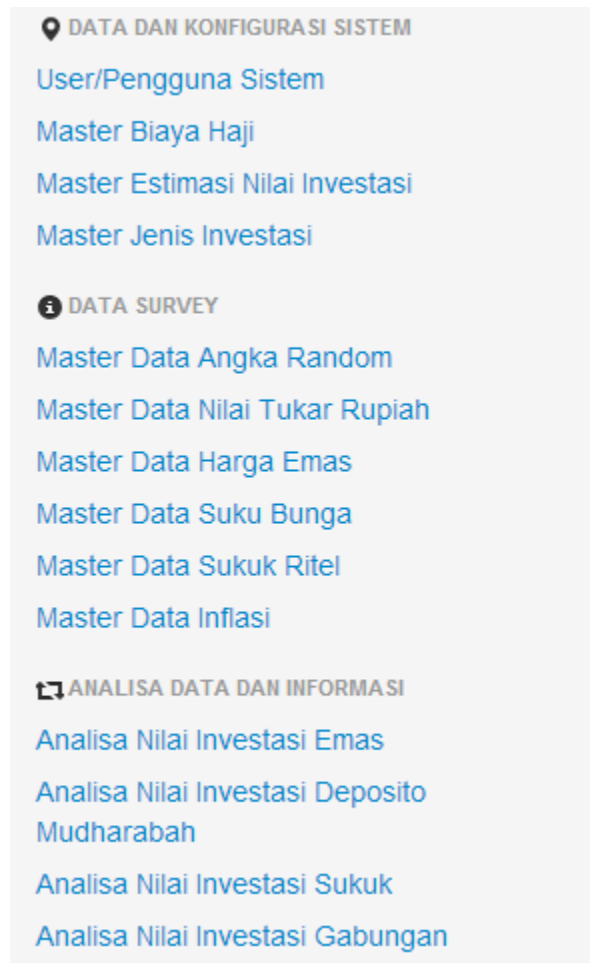 DATA DAN KONFIGURASI SISTEM
User/Pengguna Sistem
Master Biaya Haji
Master Estimasi Nilai Investasi
Master Jenis Investasi
DATA SURVEY
Master Data Angka Random
Master Data Nilai Tukar Rupiah
Master Data Harga Emas
Master Data Suku Bunga
Master Data Sukuk Ritel
Master Data Inflasi
ANALISA DATA DAN INFORMASI
Analisa Nilai Investasi Emas
Analisa Nilai Investasi Deposito
Mudharabah
Analisa Nilai Investasi Sukuk
Analisa Nilai Investasi Gabungan